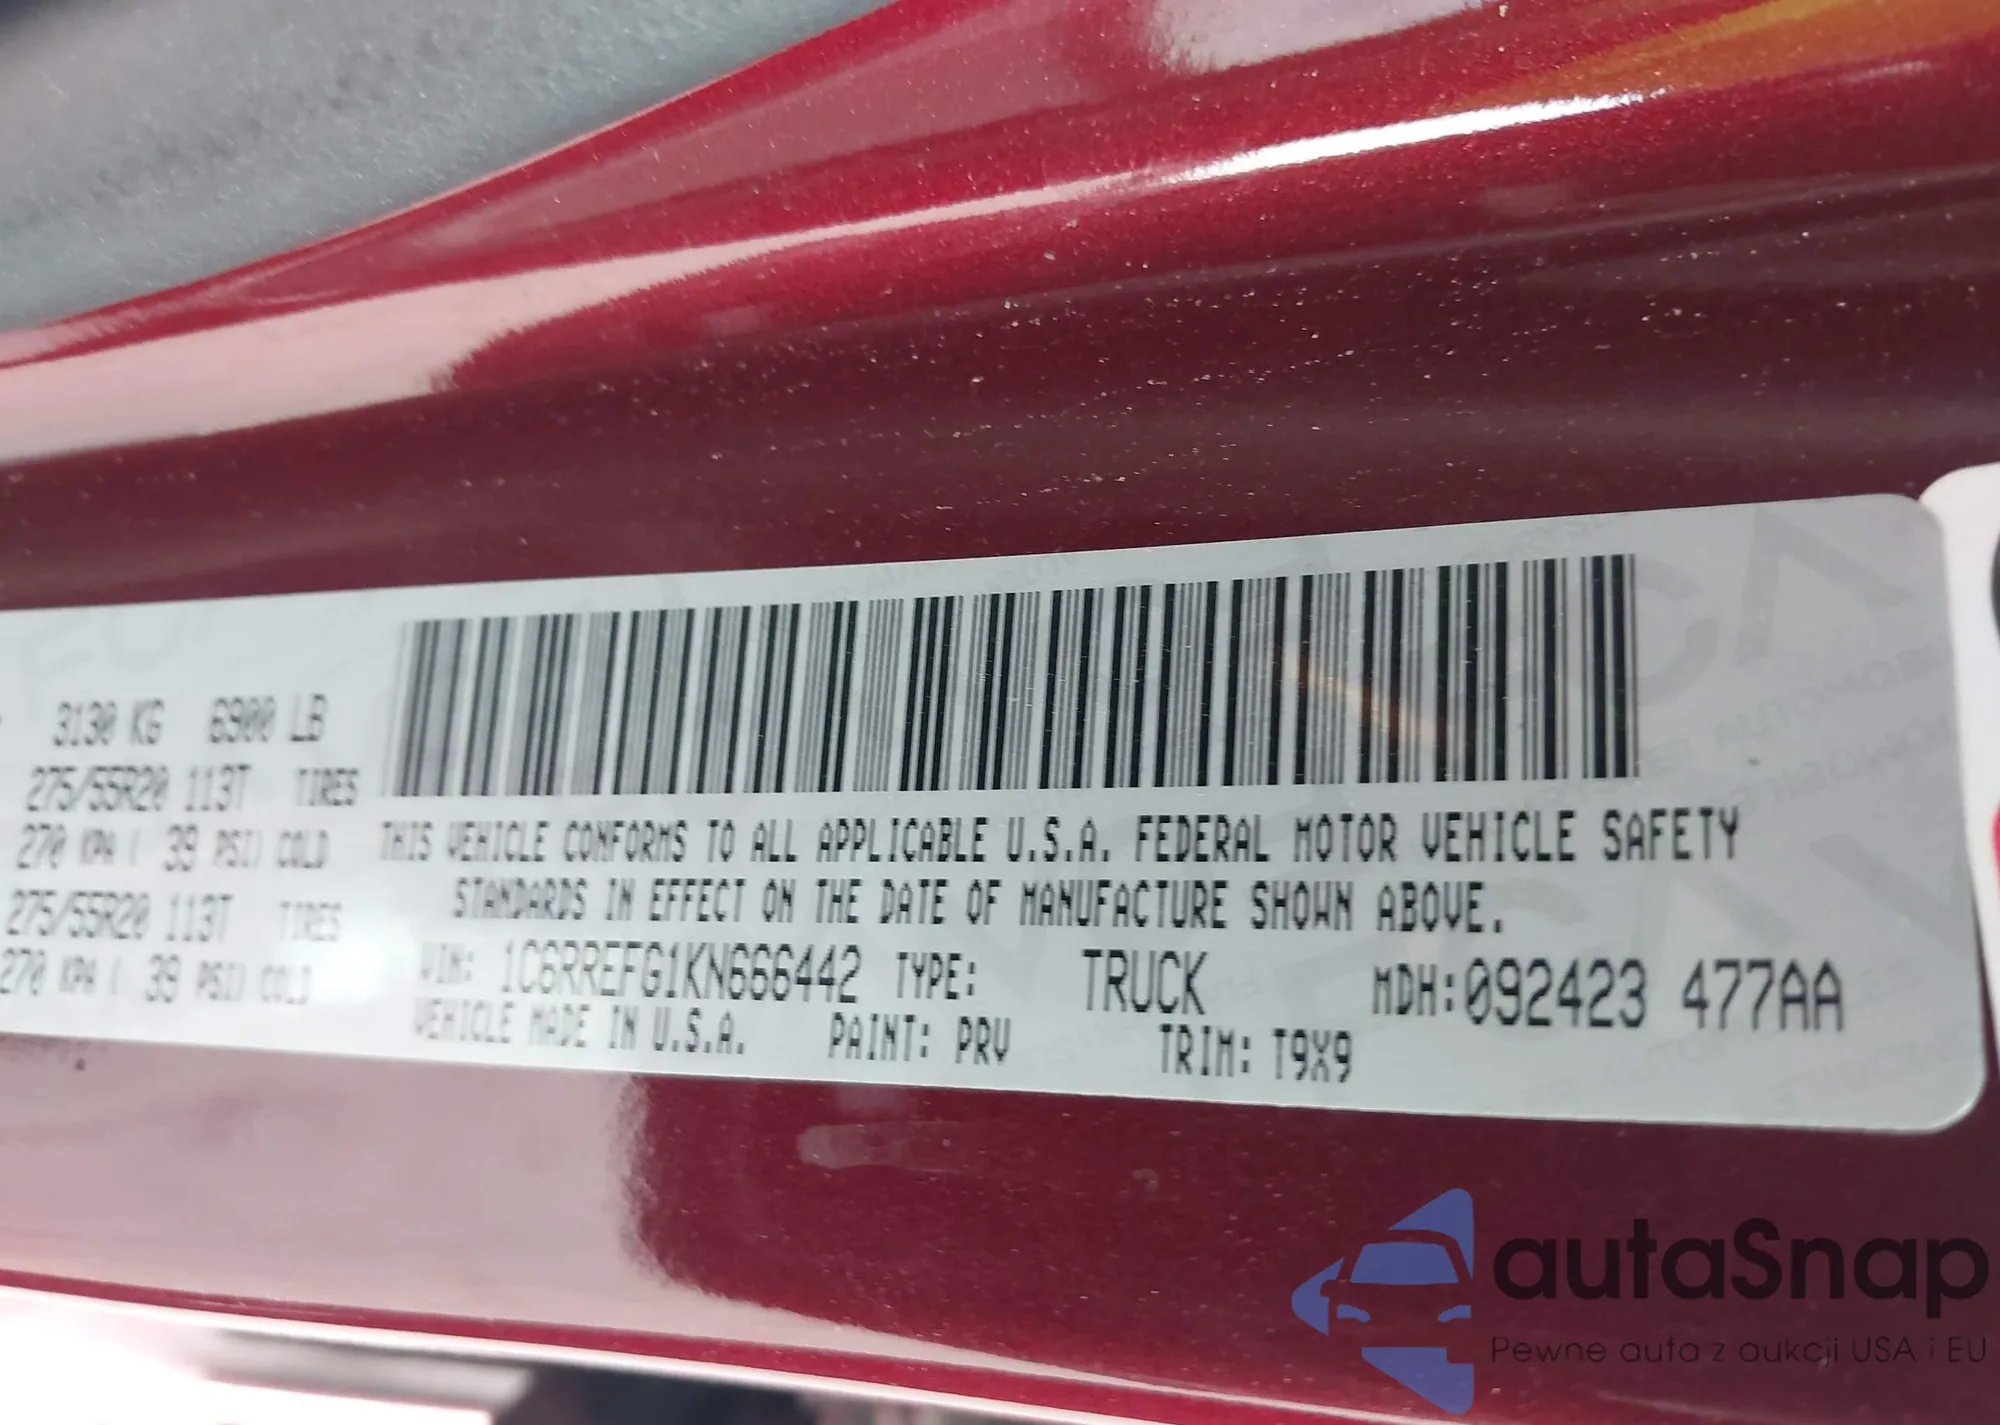 3130 KG 6900 LB
275/55R20 113T TIRES
270 KPA ( 39 PSI) COLD
275/55R20 113T TIRES
270 KPA ( 39 PSI) COLD
THIS VEHICLE CONFORMS TO ALL APPLICABLE U.S.A. FEDERAL MOTOR VEHICLE SAFETY
STANDARDS IN EFFECT ON THE DATE OF MANUFACTURE SHOWN ABOVE.
VIN: 1C6RREFG1KN666442 TYPE: TRUCK MDH:092423 477AA
VEHICLE MADE IN U.S.A. PAINT: PRV TRIM: T9X9
autaSnap
Pewne auta z aukcji USA i EU